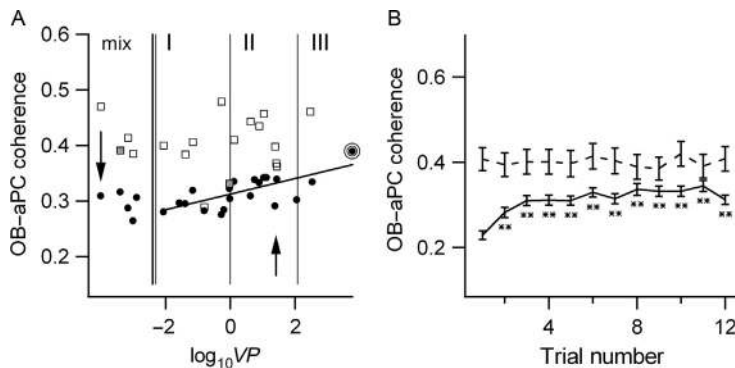 A
B
mix
I
II
III
OB–aPC coherence
0.6
0.5
0.4
0.3
0.2
−2
0
2
log10VP
OB–aPC coherence
0.6
0.4
0.2
** ** ** ** ** ** ** ** ** ** **
4
8
12
Trial number